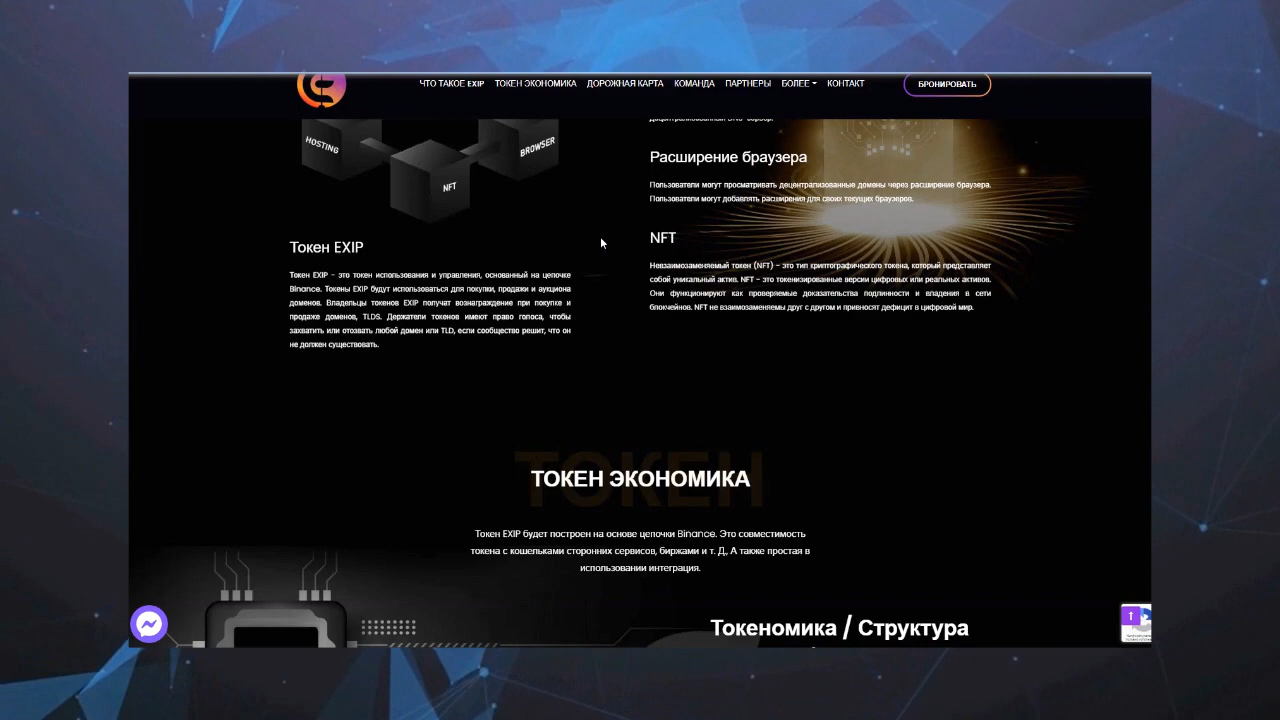 ЧТО ТАКОЕ EXIP ТОКЕН ЭКОНОМИКА ДОРОЖНАЯ КАРТА КОМАНДА ПАРТНЕРЫ БОЛЕЕ КОНТАКТ БРОНИРОВАТЬ
HOSTING
BROWSER
NFT
Токен EXIP
Токен EXIP - это токен использования и управления, основанный на цепочке
Binance. Токены EXIP будут использоваться для покупки, продажи и аукциона
доменов. Владельцы токенов EXIP получат вознаграждение при покупке и
продаже доменов, TLDS. Держатели токенов имеют право голоса, чтобы
захватить или отозвать любой домен или TLD, если сообщество решит, что он
не должен существовать.
Расширение браузера
Пользователи могут просматривать децентрализованные домены через расширение браузера.
Пользователи могут добавлять расширения для своих текущих браузеров.
NFT
Невзаимозаменяемый токен (NFT) - это тип криптографического токена, который представляет
собой уникальный актив. NFT - это токенизированные версии цифровых или реальных активов.
Они функционируют как проверяемые доказательства подлинности и владения в сети
блокчейнов. NFT не взаимозаменяемы друг с другом и привносят дефицит в цифровой мир.
ТОКЕН
ТОКЕН ЭКОНОМИКА
Токен EXIP будет построен на основе цепочки Binance. Это совместимость
токена с кошельками сторонних сервисов, биржами и т. Д., А также простая в
использовании интеграция.
Токеномика / Структура